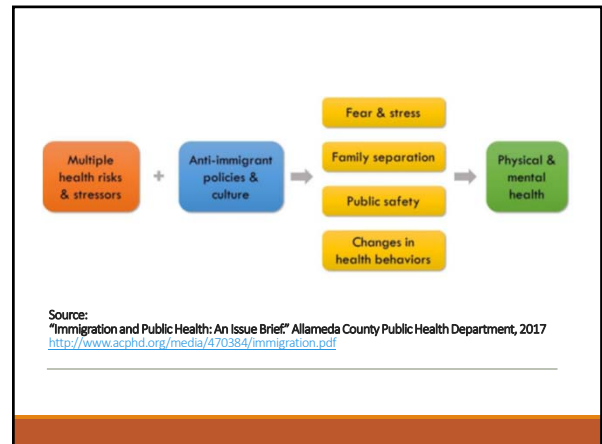 Multiple
health risks
& stressors
+
Anti-immigrant
policies &
culture
Fear & stress
Family separation
Public safety
Changes in
health behaviors
Physical &
mental
health
Source:
"Immigration and Public Health: An Issue Brief." Allameda County Public Health Department, 2017
http://www.acphd.org/media/470384/immigration.pdf